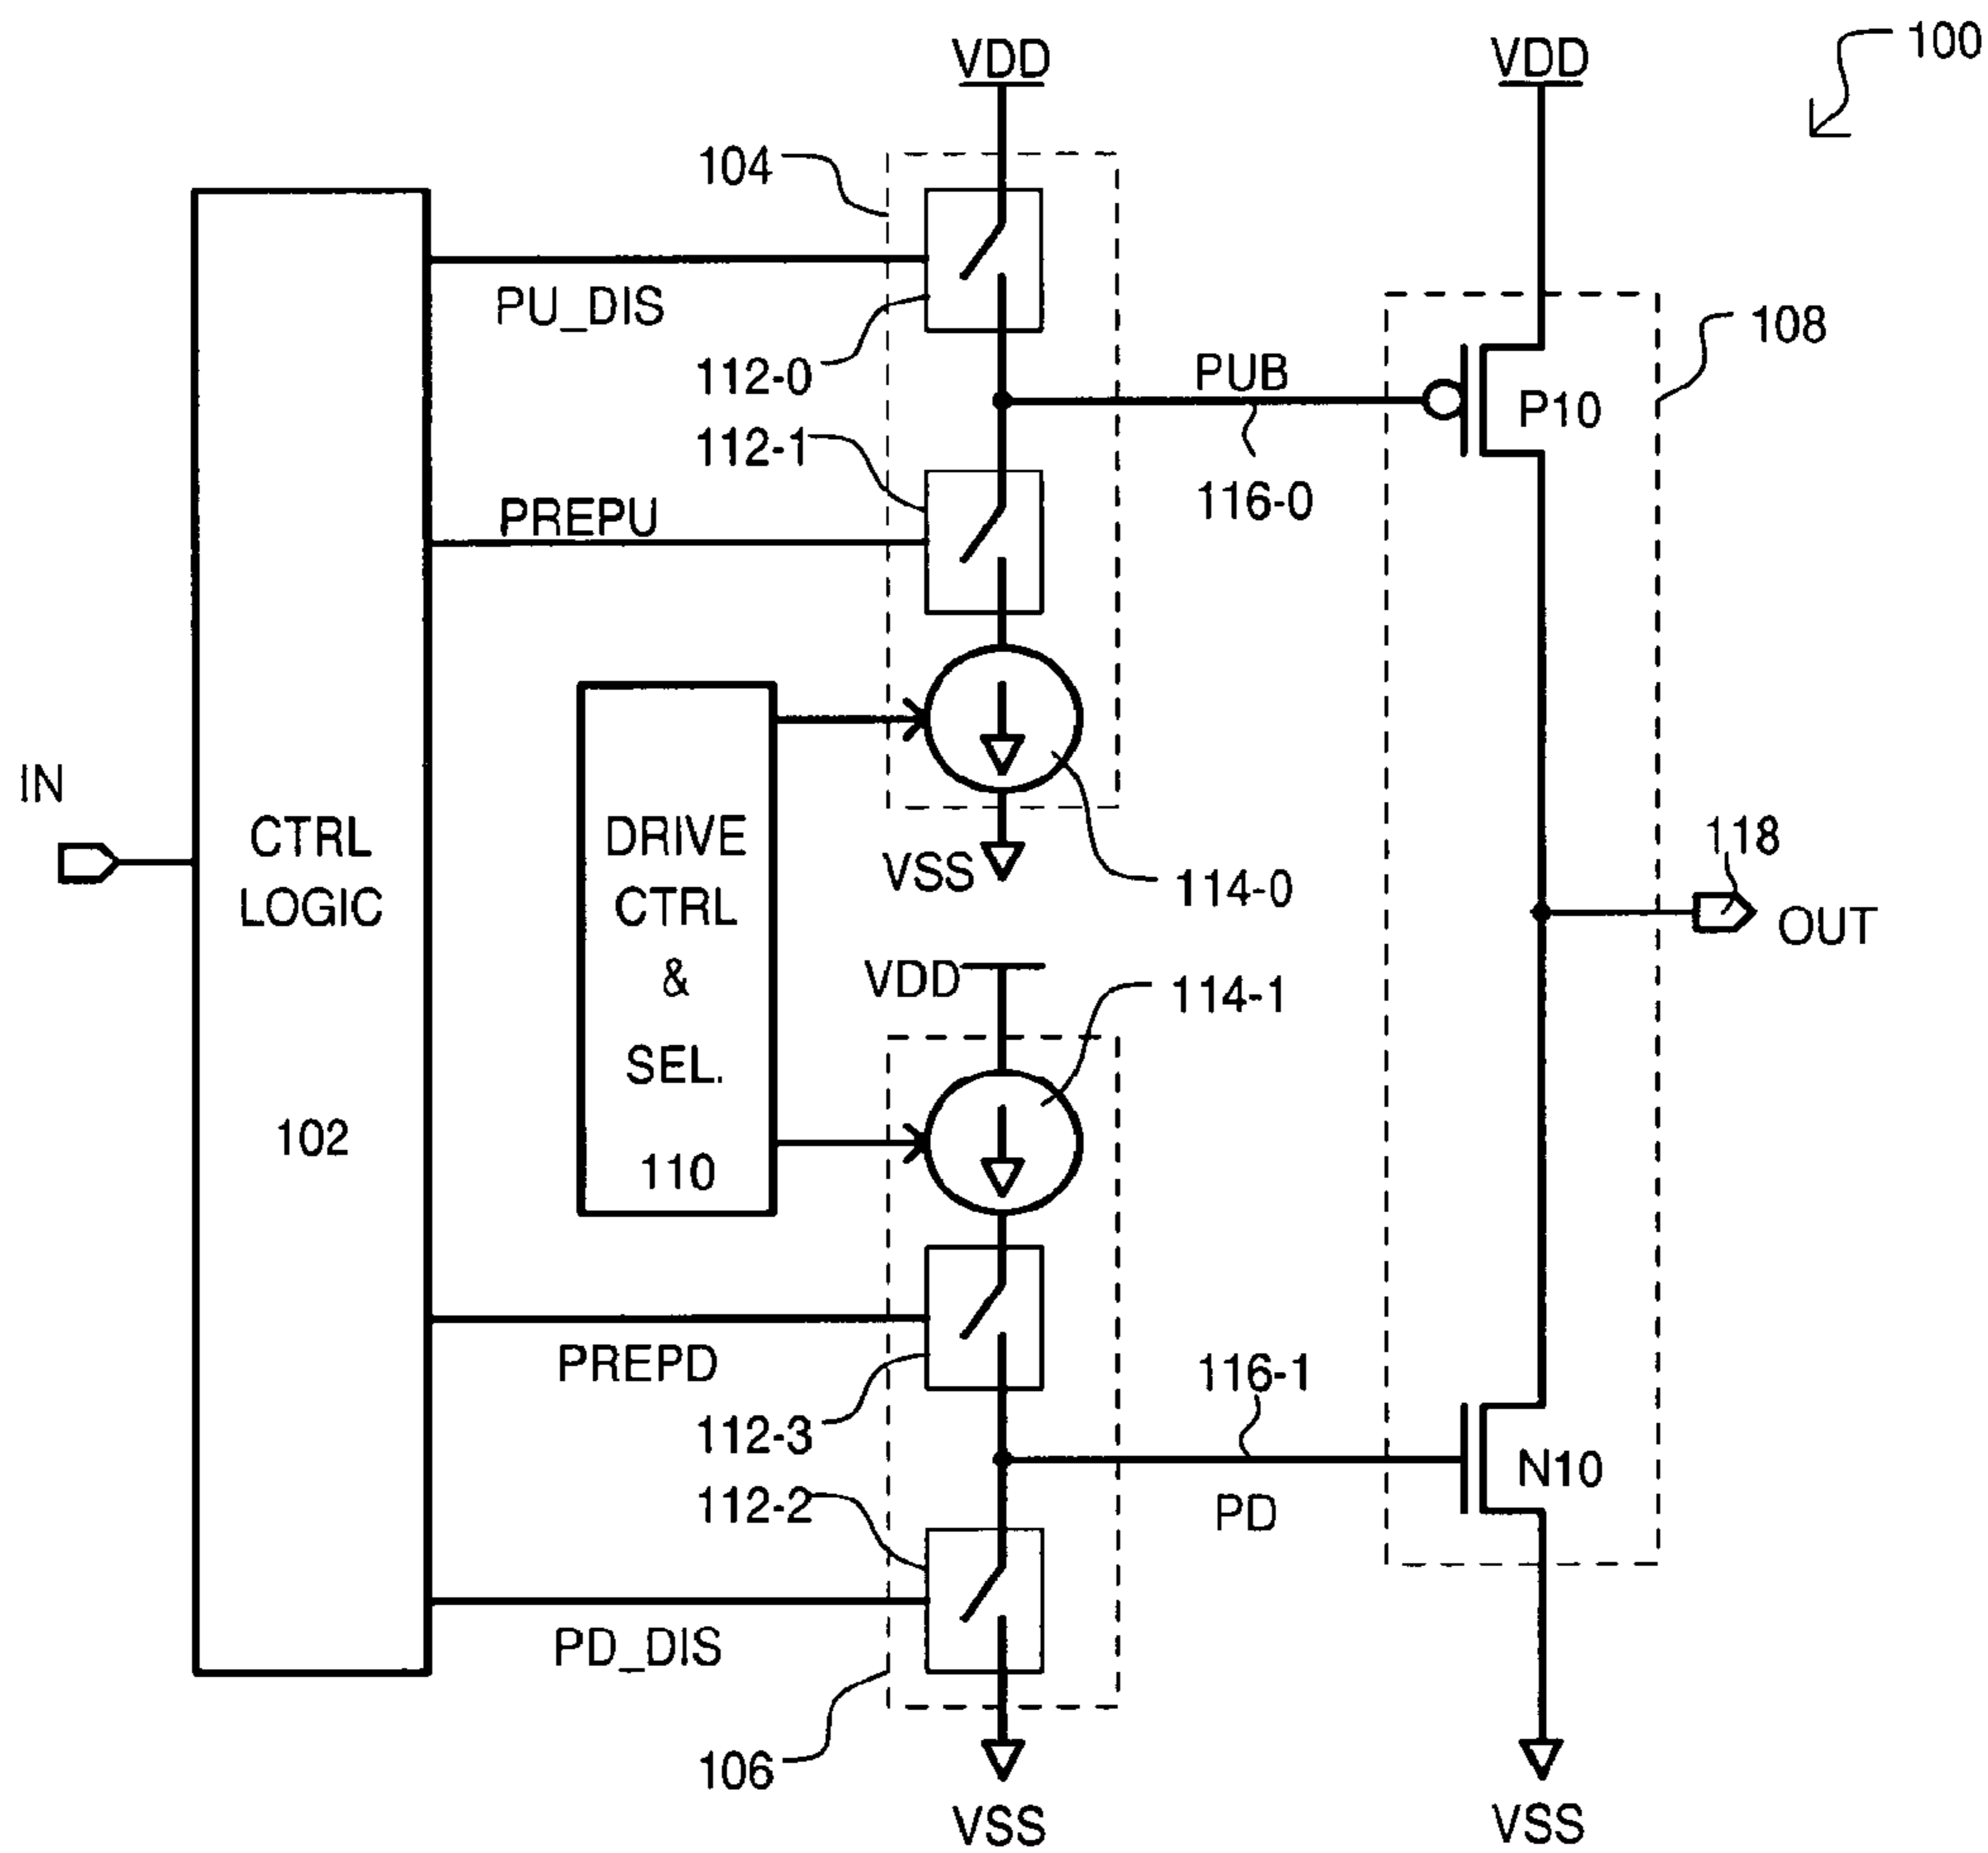 VDD
VDD
100
104
PU_DIS
112-0
PUB
108
P10
112-1
116-0
PREPU
IN
CTRL
LOGIC
102
DRIVE
CTRL
&
SEL.
110
VSS
114-0
118
OUT
VDD
114-1
PREPD
112-3
116-1
112-2
PD
N10
PD_DIS
106
VSS
VSS